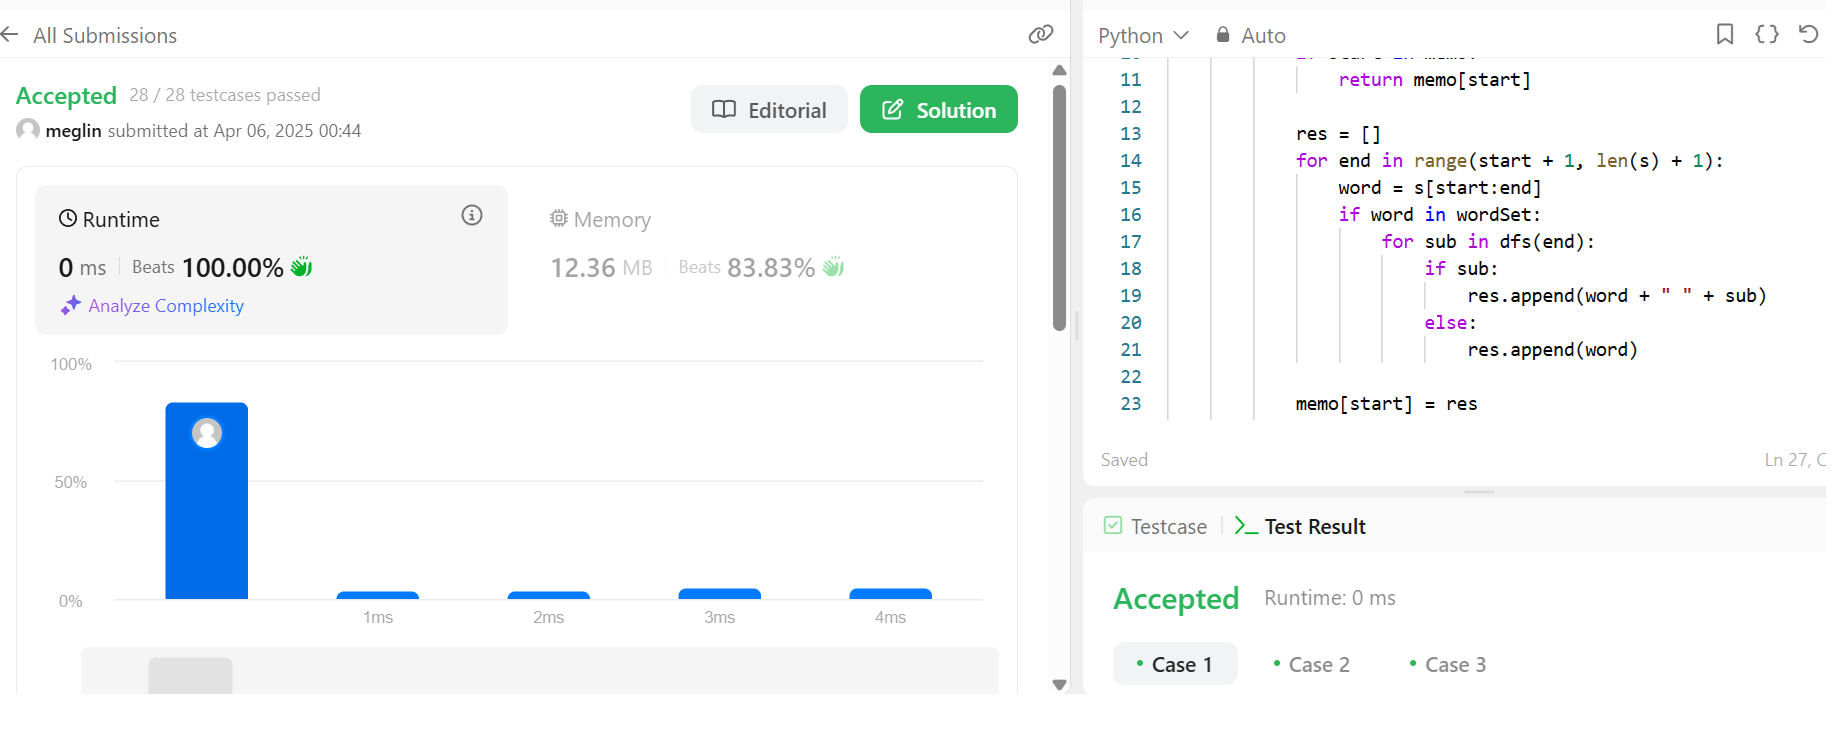 All Submissions
Accepted 28 / 28 testcases passed
meglin submitted at Apr 06, 2025 00:44
Editorial
Solution
Runtime
0 ms Beats 100.00%
Analyze Complexity
Memory
12.36 MB Beats 83.83%
100%
50%
0%
1ms 2ms 3ms 4ms
Python Auto
11 return memo[start]
12
13 res = []
14 for end in range(start + 1, len(s) + 1):
15 word = s[start:end]
16 if word in wordSet:
17 for sub in dfs(end):
18 if sub:
19 res.append(word + " " + sub)
20 else:
21 res.append(word)
22
23 memo[start] = res
Saved Ln 27,
Testcase Test Result
Accepted Runtime: 0 ms
Case 1 Case 2 Case 3